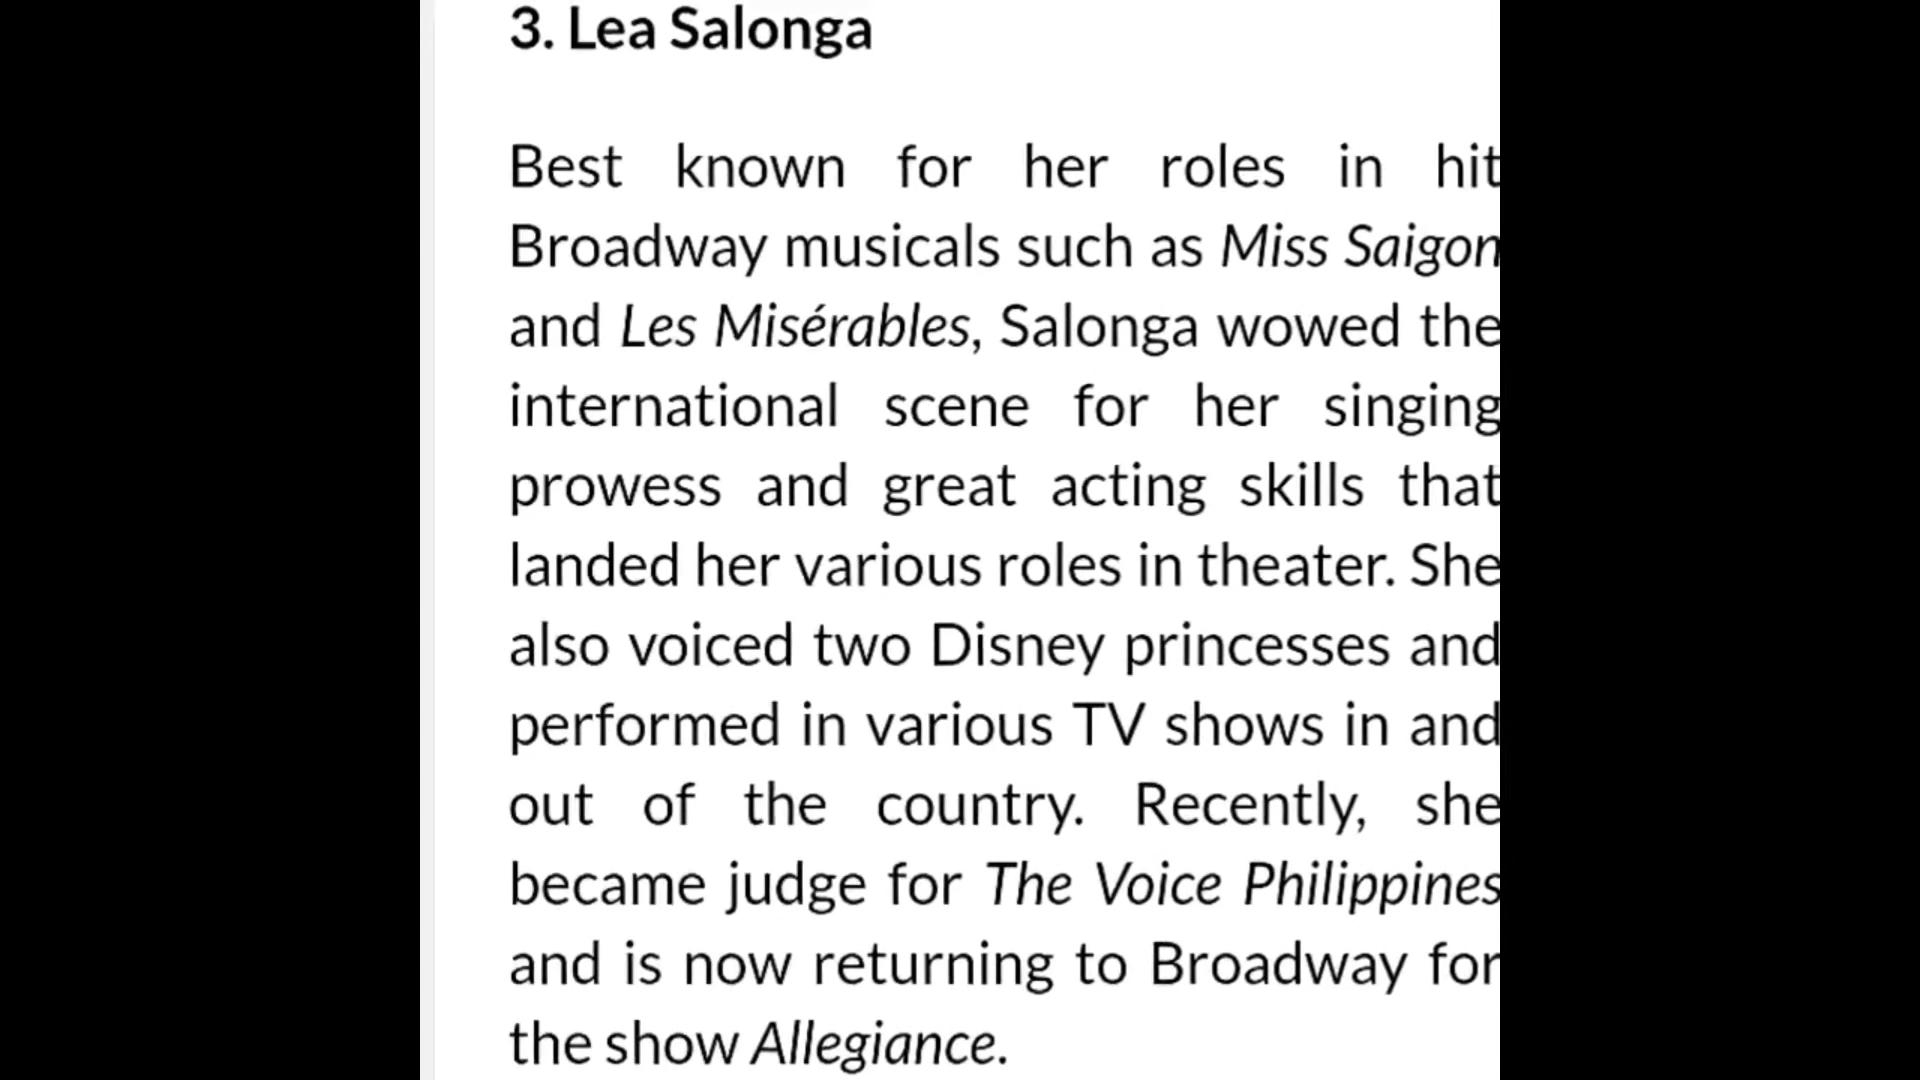 3. Lea Salonga
Best known for her roles in hit
Broadway musicals such as Miss Saigon
and Les Misérables, Salonga wowed the
international scene for her singing
prowess and great acting skills that
landed her various roles in theater. She
also voiced two Disney princesses and
performed in various TV shows in and
out of the country. Recently, she
became judge for The Voice Philippines
and is now returning to Broadway for
the show Allegiance.